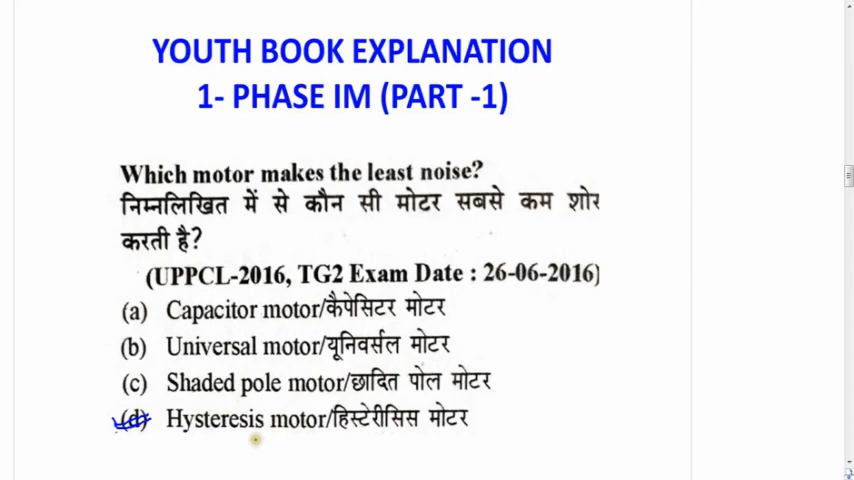 YOUTH BOOK EXPLANATION
1- PHASE IM (PART -1)
Which motor makes the least noise?
निम्नलिखित में से कौन सी मोटर सबसे कम शोर
करती है?
(UPPCL-2016, TG2 Exam Date : 26-06-2016)
(a) Capacitor motor/कैपेसिटर मोटर
(b) Universal motor/यूनिवर्सल मोटर
(c) Shaded pole motor/छादित पोल मोटर
(d) Hysteresis motor/हिस्टेरीसिस मोटर